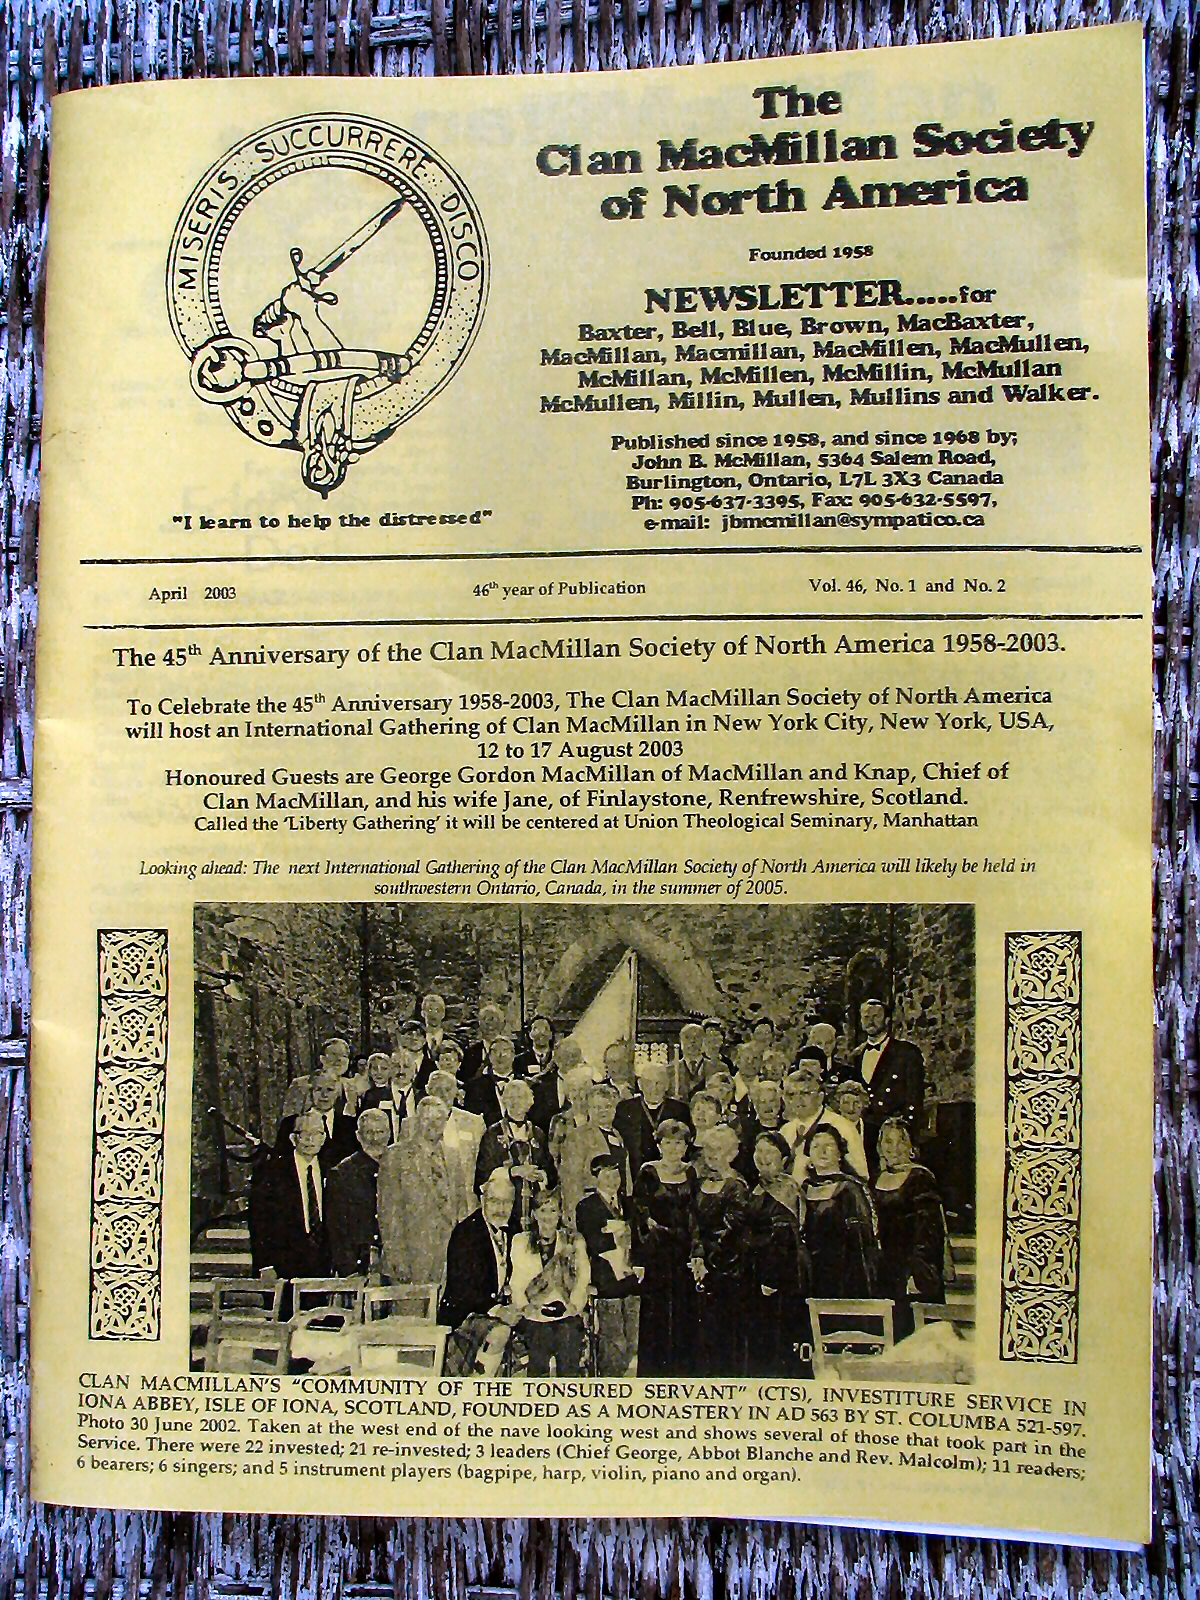 MISERIS SUCCURRERE DISCO
"I learn to help the distressed"
The
Clan MacMillan Society
of North America
Founded 1958
NEWSLETTER.....for
Baxter, Bell, Blue, Brown, MacBaxter,
MacMillan, Macmillan, MacMillen, MacMullen,
McMillan, McMillen, McMillin, McMullan
McMullen, Millin, Mullen, Mullins and Walker.
Published since 1958, and since 1968 by;
John B. McMillan, 5364 Salem Road,
Burlington, Ontario, L7L 3X3 Canada
Ph: 905-637-3395, Fax: 905-632-5597,
e-mail: jbmcmillan@sympatico.ca
April 2003 46th year of Publication Vol. 46, No. 1 and No. 2
The 45th Anniversary of the Clan MacMillan Society of North America 1958-2003.
To Celebrate the 45th Anniversary 1958-2003, The Clan MacMillan Society of North America
will host an International Gathering of Clan MacMillan in New York City, New York, USA,
12 to 17 August 2003
Honoured Guests are George Gordon MacMillan of MacMillan and Knap, Chief of
Clan MacMillan, and his wife Jane, of Finlaystone, Renfrewshire, Scotland.
Called the 'Liberty Gathering' it will be centered at Union Theological Seminary, Manhattan
Looking ahead: The next International Gathering of the Clan MacMillan Society of North America will likely be held in
southwestern Ontario, Canada, in the summer of 2005.
'0
CLAN MACMILLAN'S "COMMUNITY OF THE TONSURED SERVANT" (CTS), INVESTITURE SERVICE IN
IONA ABBEY, ISLE OF IONA, SCOTLAND, FOUNDED AS A MONASTERY IN AD 563 BY ST. COLUMBA 521-597.
Photo 30 June 2002. Taken at the west end of the nave looking west and shows several of those that took part in the
Service. There were 22 invested; 21 re-invested; 3 leaders (Chief George, Abbot Blanche and Rev. Malcolm); 11 readers;
6 bearers; 6 singers; and 5 instrument players (bagpipe, harp, violin, piano and organ).